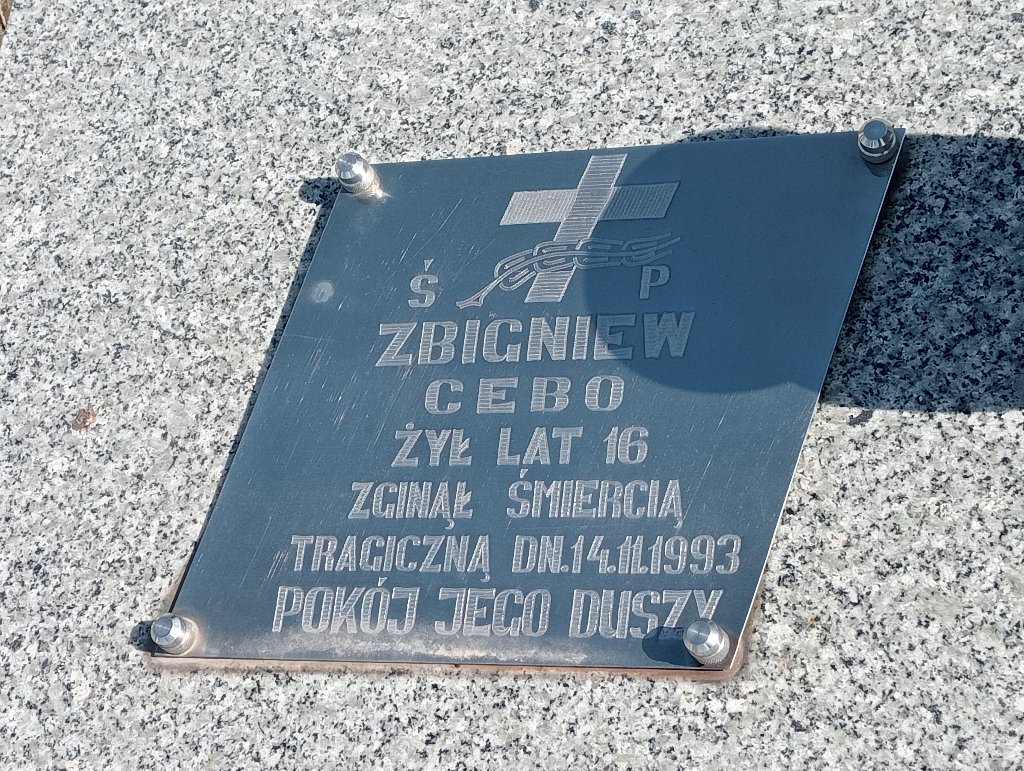 Ś P
ZBIGNIEW
CEBO
ŻYŁ LAT 16
ZGINĄŁ ŚMIERCIĄ
TRAGICZNĄ DN.14.11.1993
POKÓJ JEGO DUSZY